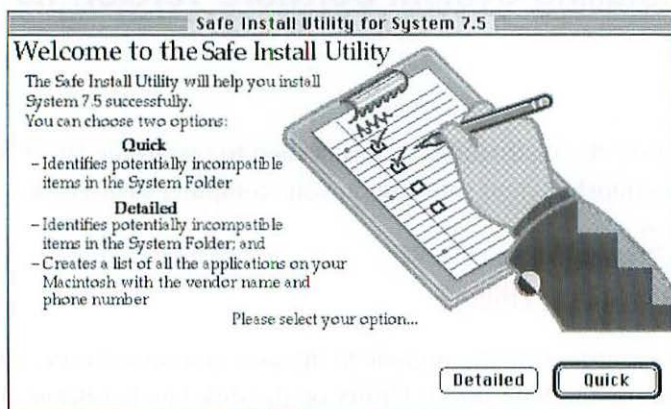 Safe Install Utility for System 7.5
Welcome to the Safe Install Utility
The Safe Install Utility will help you install
System 7.5 successfully.
You can choose two options:
Quick
– Identifies potentially incompatible
items in the System Folder
Detailed
– Identifies potentially incompatible
items in the System Folder; and
– Creates a list of all the applications on your
Macintosh with the vendor name and
phone number
Please select your option...
Detailed
Quick